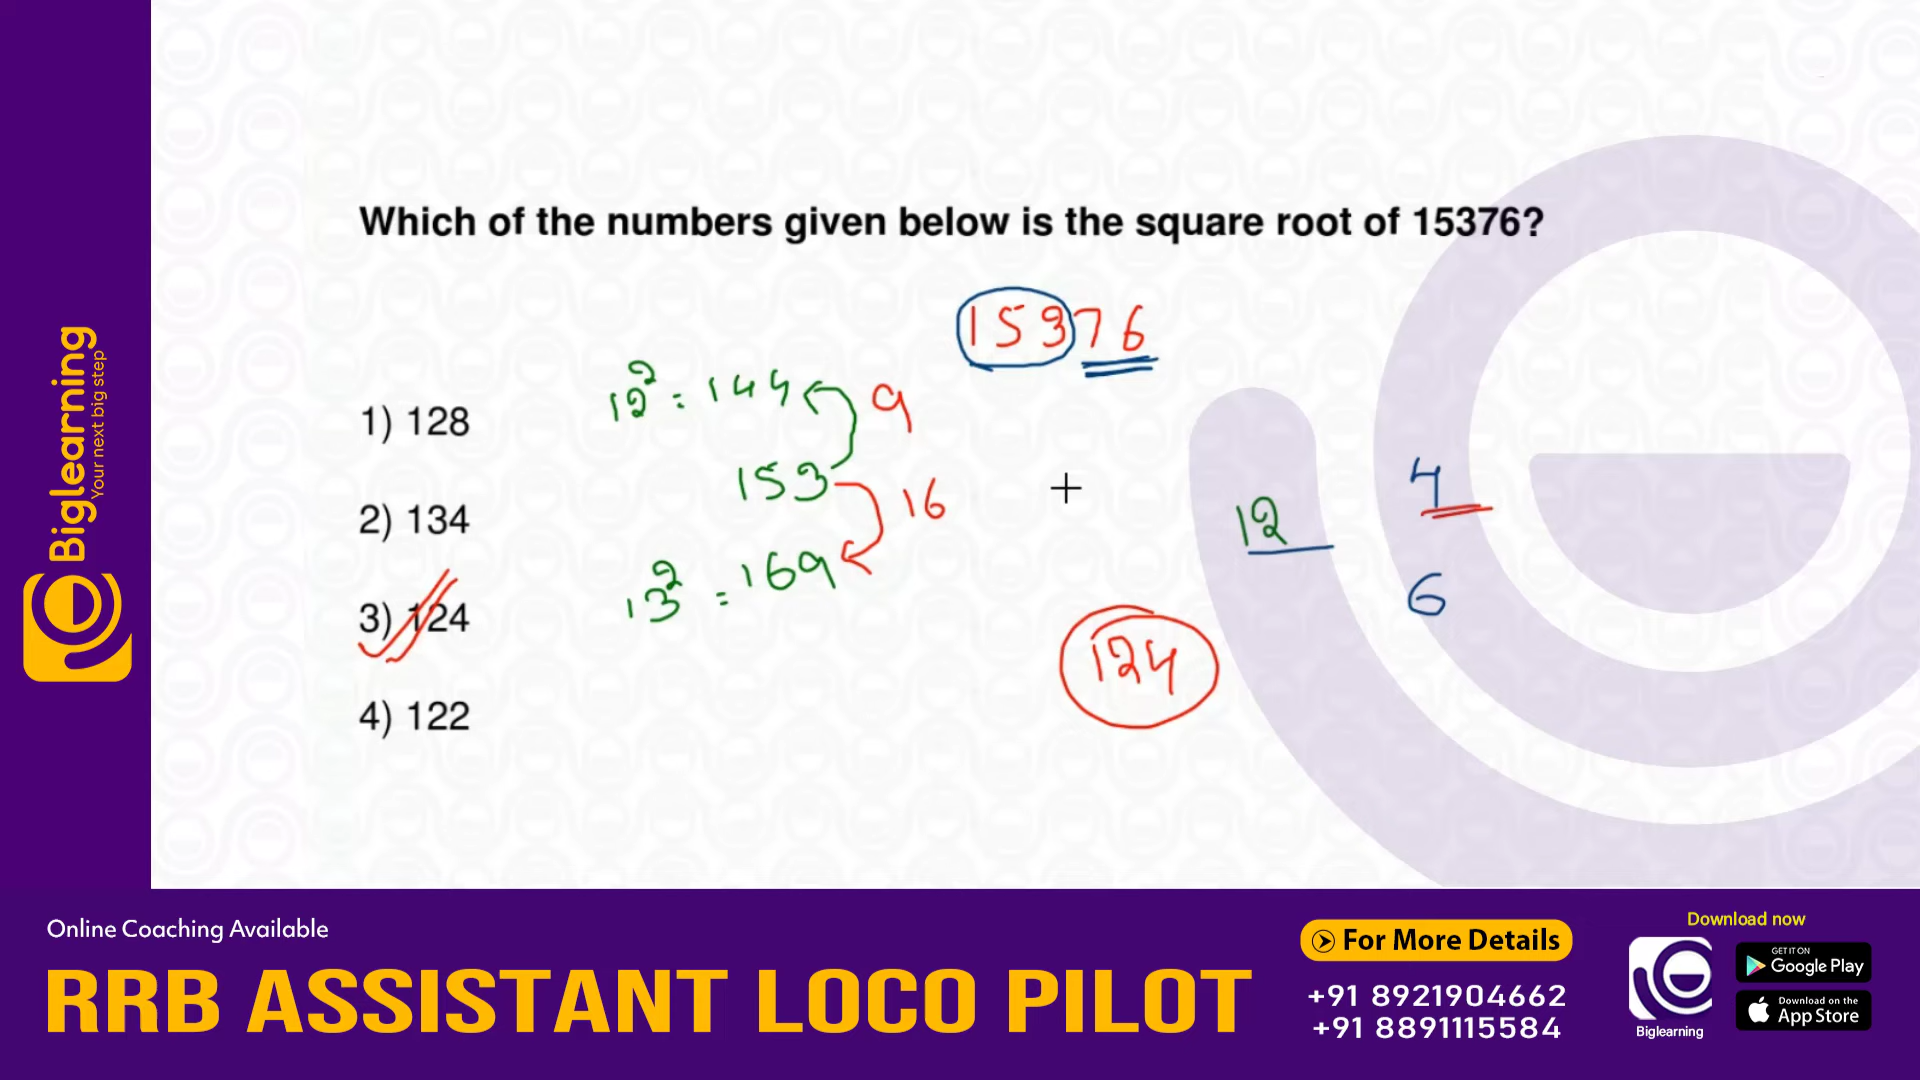 Which of the numbers given below is the square root of 15376?
15376
12² = 144
9
1) 128
153
16
4
2) 134
12
13² = 169
6
3) 124
124
4) 122
Biglearning
Your next big step
Online Coaching Available
RRB ASSISTANT LOCO PILOT
For More Details
+91 8921904662
+91 8891115584
Download now
GET IT ON
Google Play
Download on the
App Store
Biglearning